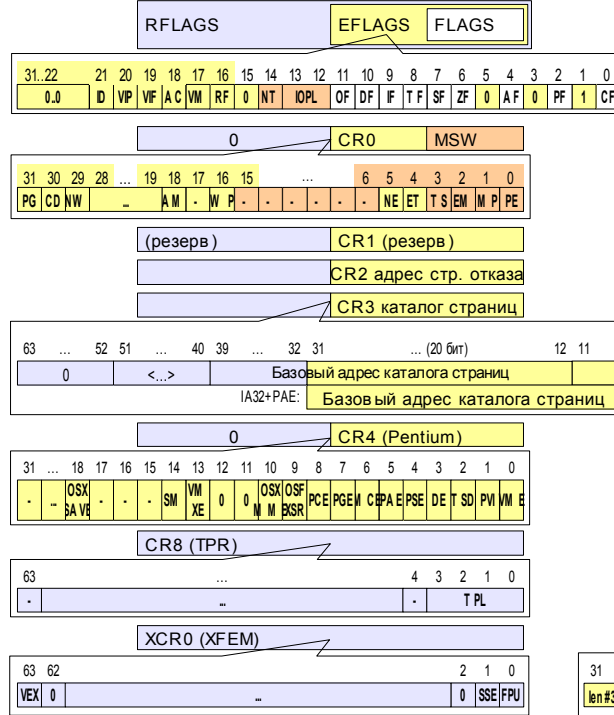 RFLAGS EFLAGS FLAGS
31..22 21 20 19 18 17 16 15 14 13 12 11 10 9 8 7 6 5 4 3 2 1 0
0..0 ID VIP VIF AC VM RF 0 NT IOPL OF DF IF TF SF ZF 0 AF 0 PF 1 CF
0 CR0 MSW
31 30 29 28 ... 19 18 17 16 15 ... 6 5 4 3 2 1 0
PG CD NW ... AM - WP - - - - - - NE ET TS EM MP PE
(резерв) CR1 (резерв)
CR2 адрес стр. отказа
CR3 каталог страниц
63 ... 52 51 ... 40 39 ... 32 31 ... (20 бит) 12 11
0 <...> Базовый адрес каталога страниц
IA32+PAE: Базовый адрес каталога страниц
0 CR4 (Pentium)
31 ... 18 17 16 15 14 13 12 11 10 9 8 7 6 5 4 3 2 1 0
- ... OSX SAVE - - - SM VM XE 0 0 OSX MM OSF EXSR PCE PGE MCE PAE PSE DE TSD PVI VME
CR8 (TPR)
63 ... 4 3 2 1 0
- ... - TPL
XCR0 (XFEM)
63 62 2 1 0
VEX 0 ... 0 SSE FPU
31